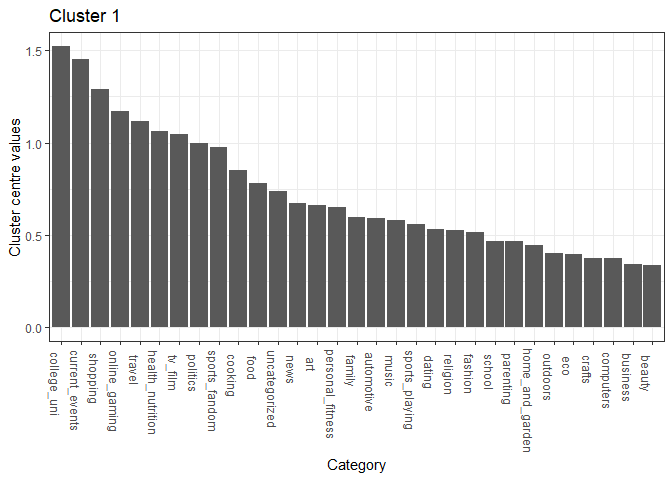 Cluster 1
Cluster centre values
1.5
1.0
0.5
0.0
college_uni
current_events
shopping
online_gaming
travel
health_nutrition
tv_film
politics
sports_fandom
cooking
food
uncategorized
news
art
personal_fitness
family
automotive
music
sports_playing
dating
religion
fashion
school
parenting
home_and_garden
outdoors
eco
crafts
computers
business
beauty
Category